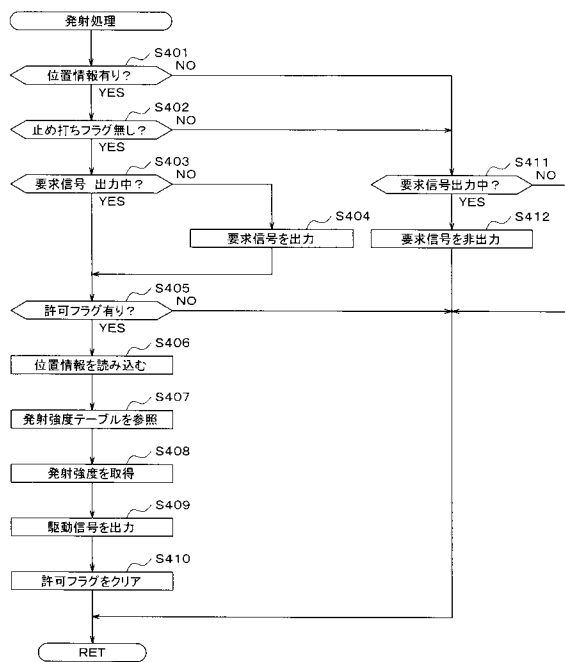 発射処理
S401
位置情報有り？ NO
YES
S402
止め打ちフラグ無し？ NO
YES
S403
要求信号 出力中？ NO
YES
S411
要求信号出力中？ NO
YES
S404
要求信号を出力
S412
要求信号を非出力
S405
許可フラグ有り？ NO
YES
S406
位置情報を読み込む
S407
発射強度テーブルを参照
S408
発射強度を取得
S409
駆動信号を出力
S410
許可フラグをクリア
RET